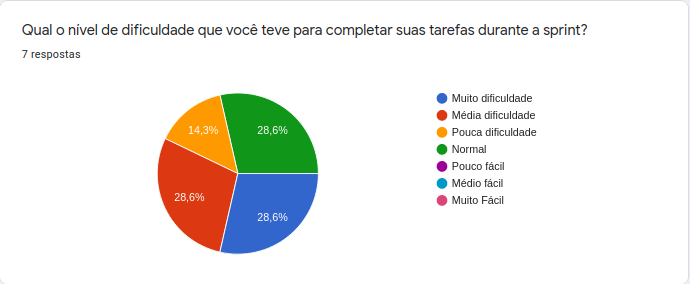 Qual o nível de dificuldade que você teve para completar suas tarefas durante a sprint?
7 respostas
14,3%
28,6%
28,6%
28,6%
Muito dificuldade
Média dificuldade
Pouca dificuldade
Normal
Pouco fácil
Médio fácil
Muito Fácil